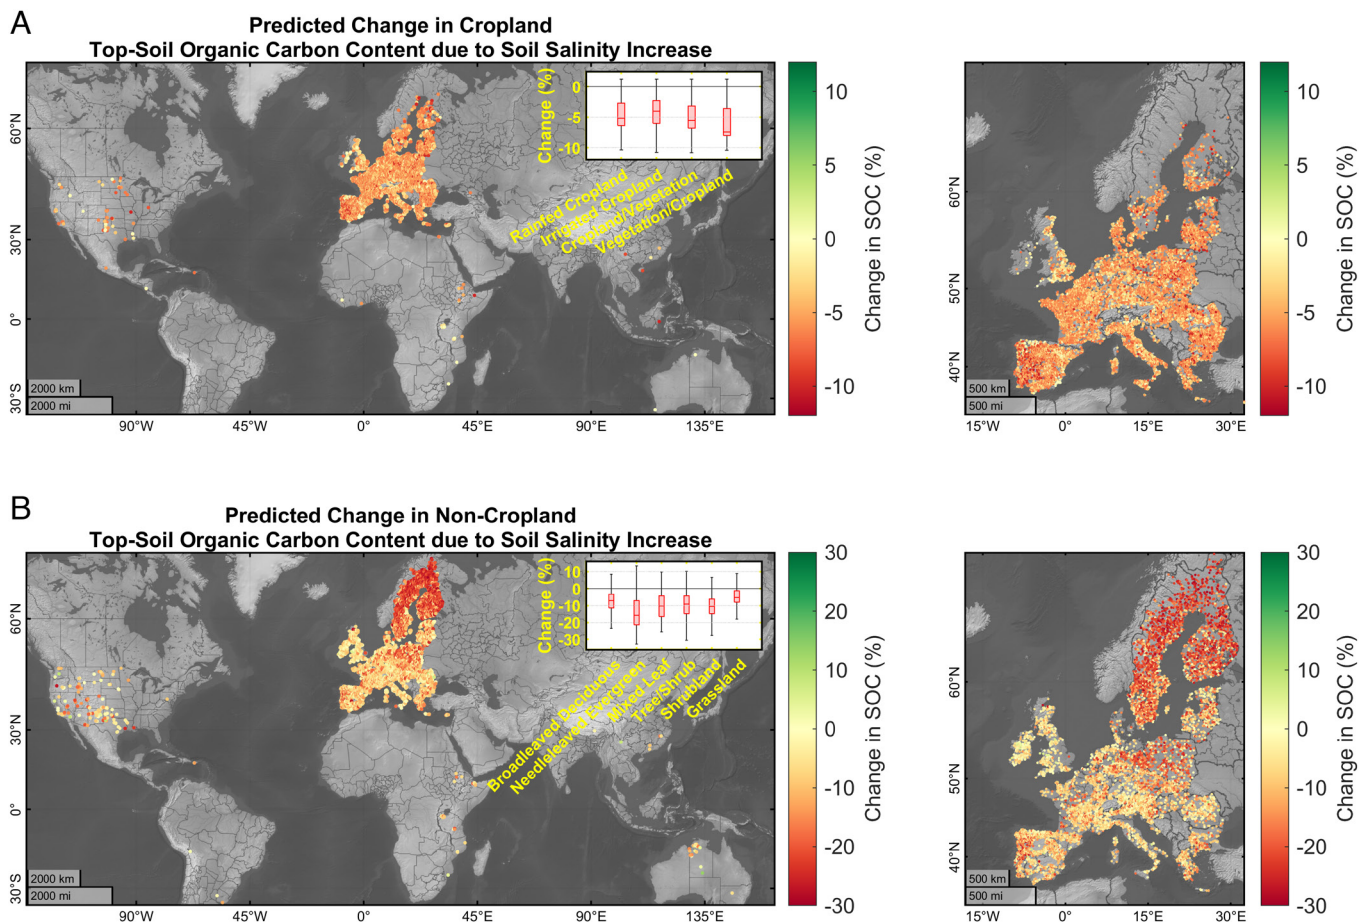 A
Predicted Change in Cropland
Top-Soil Organic Carbon Content due to Soil Salinity Increase
60°N
30°N
0°
30°S
90°W
45°W
0°
45°E
90°E
135°E
2000 km
2000 mi
Change (%)
0
-5
-10
Rainfed Cropland
Irrigated Cropland
Cropland/Vegetation
Vegetation/Cropland
10
5
0
-5
-10
Change in SOC (%)
60°N
50°N
40°N
15°W
0°
15°E
30°E
500 km
500 mi
10
5
0
-5
-10
Change in SOC (%)
B
Predicted Change in Non-Cropland
Top-Soil Organic Carbon Content due to Soil Salinity Increase
60°N
30°N
0°
30°S
90°W
45°W
0°
45°E
90°E
135°E
2000 km
2000 mi
Change (%)
10
0
-10
-20
-30
Broadleaved Deciduous
Needleleaved Evergreen
Mixed Leaf
Tree/Shrub
Shrubland
Grassland
30
20
10
0
-10
-20
-30
Change in SOC (%)
60°N
50°N
40°N
15°W
0°
15°E
30°E
500 km
500 mi
30
20
10
0
-10
-20
-30
Change in SOC (%)